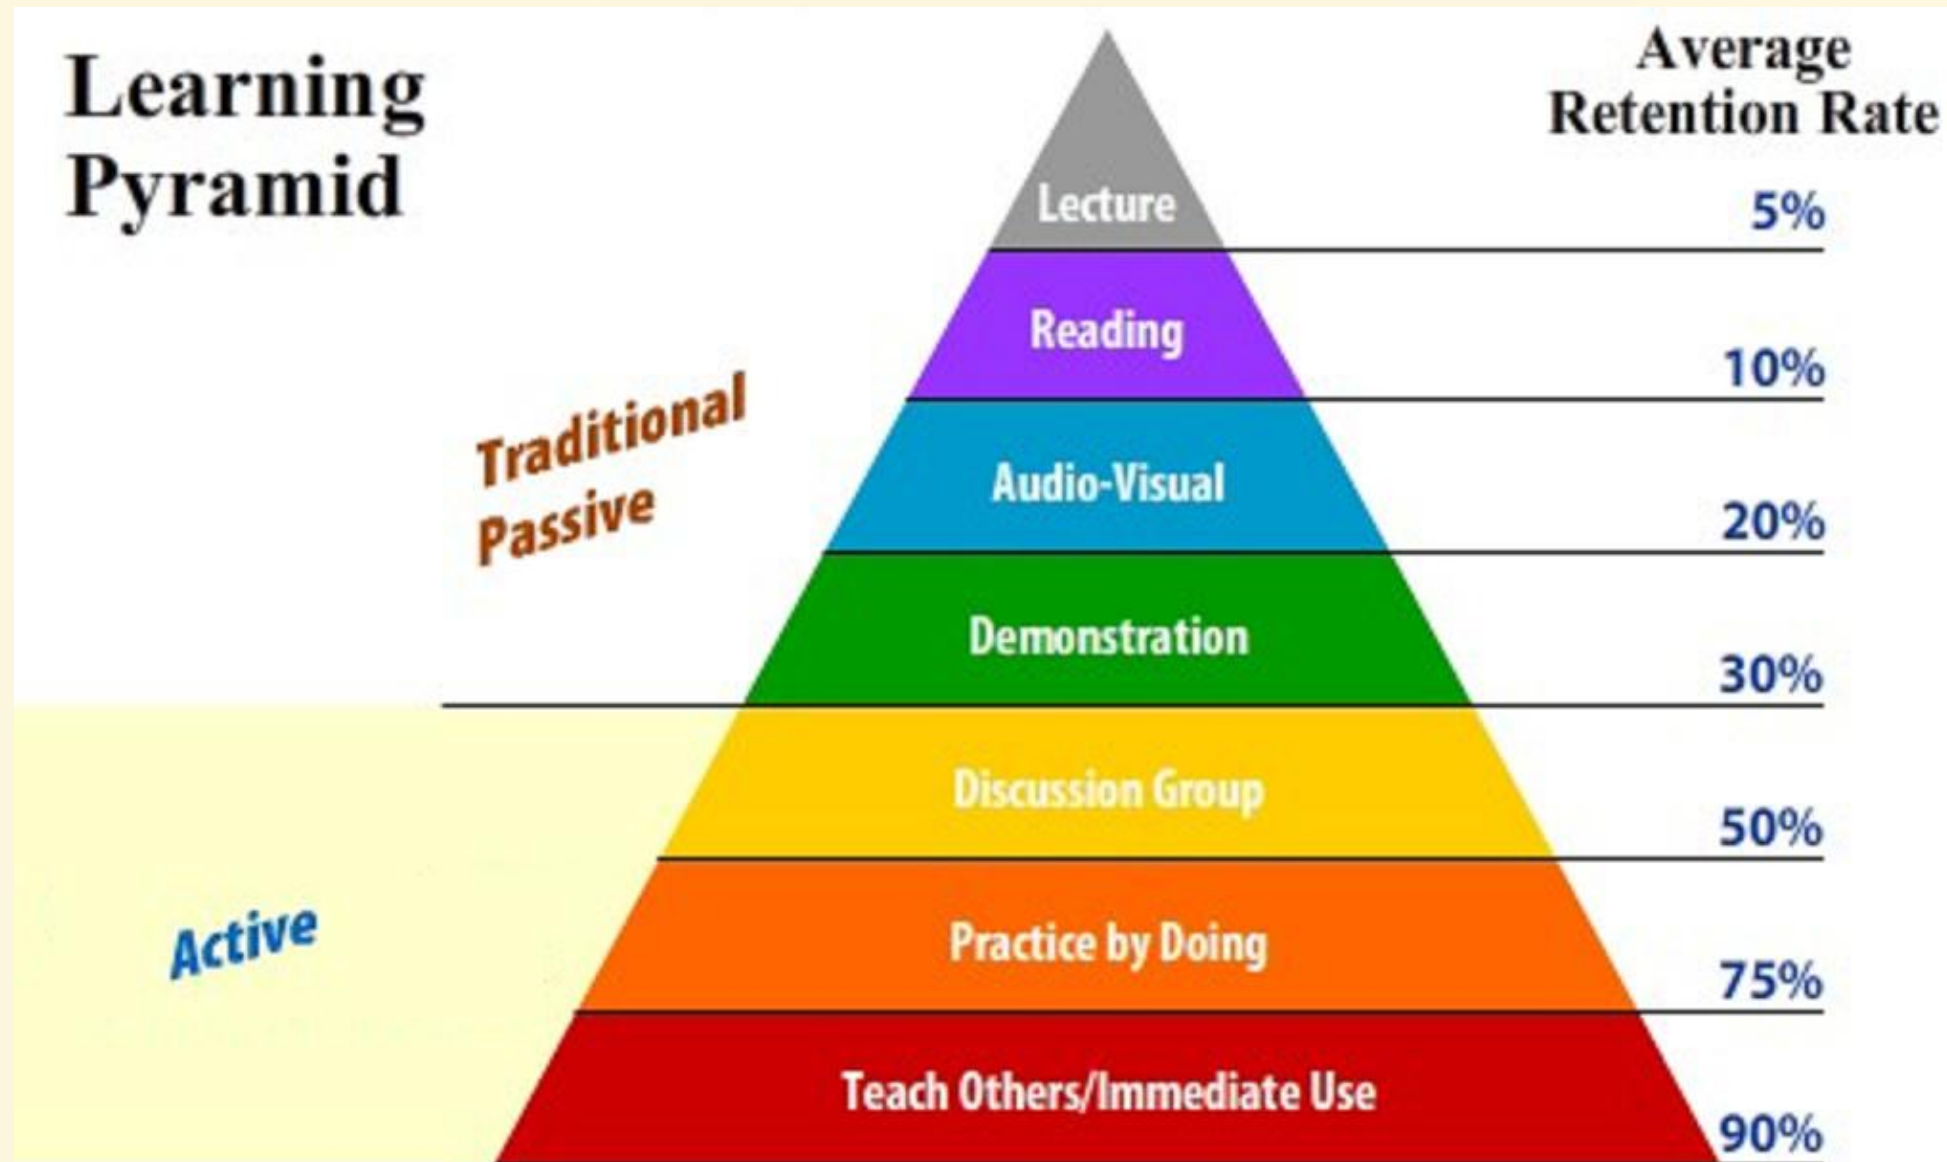 Learning
Pyramid
Average
Retention Rate
Lecture
5%
Reading
10%
Traditional
Passive
Audio-Visual
20%
Demonstration
30%
Discussion Group
50%
Active
Practice by Doing
75%
Teach Others/Immediate Use
90%